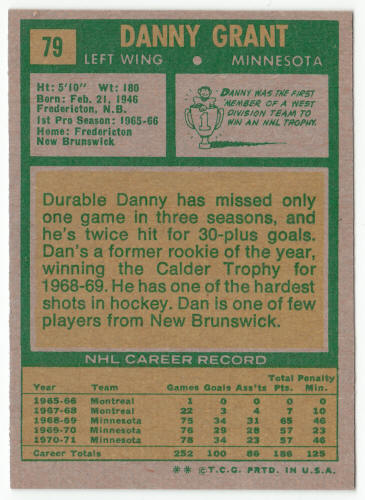 79
DANNY GRANT
LEFT WING • MINNESOTA
Ht: 5'10" Wt: 180
Born: Feb. 21, 1946
Fredericton, N.B.
1st Pro Season: 1965-66
Home: Fredericton
New Brunswick
DANNY WAS THE FIRST
MEMBER OF A WEST
DIVISION TEAM TO
WIN AN NHL TROPHY.
1
Durable Danny has missed only
one game in three seasons, and
he's twice hit for 30-plus goals.
Dan's a former rookie of the year,
winning the Calder Trophy for
1968-69. He has one of the hardest
shots in hockey. Dan is one of few
players from New Brunswick.
NHL CAREER RECORD
Total Penalty
Year Team Games Goals Ass'ts Pts. Min.
1965-66 Montreal 1 0 0 0 0
1967-68 Montreal 22 3 4 7 10
1968-69 Minnesota 75 34 31 65 46
1969-70 Minnesota 76 29 28 57 23
1970-71 Minnesota 78 34 23 57 46
Career Totals 252 100 86 186 125
** © T.C.G. PRTD. IN U.S.A.